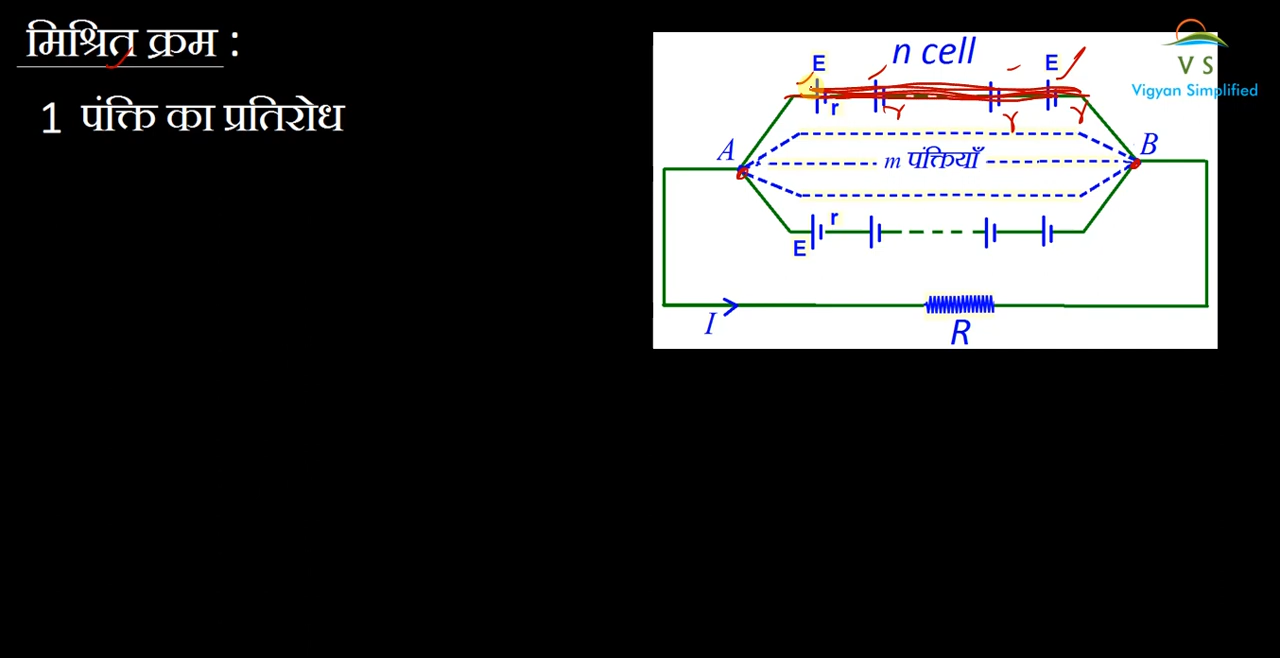 मिश्रित क्रम :
1 पंक्ति का प्रतिरोध
n cell
E E
r r r r
A B
m पंक्तियाँ
r
E
I
R
V S
Vigyan Simplified